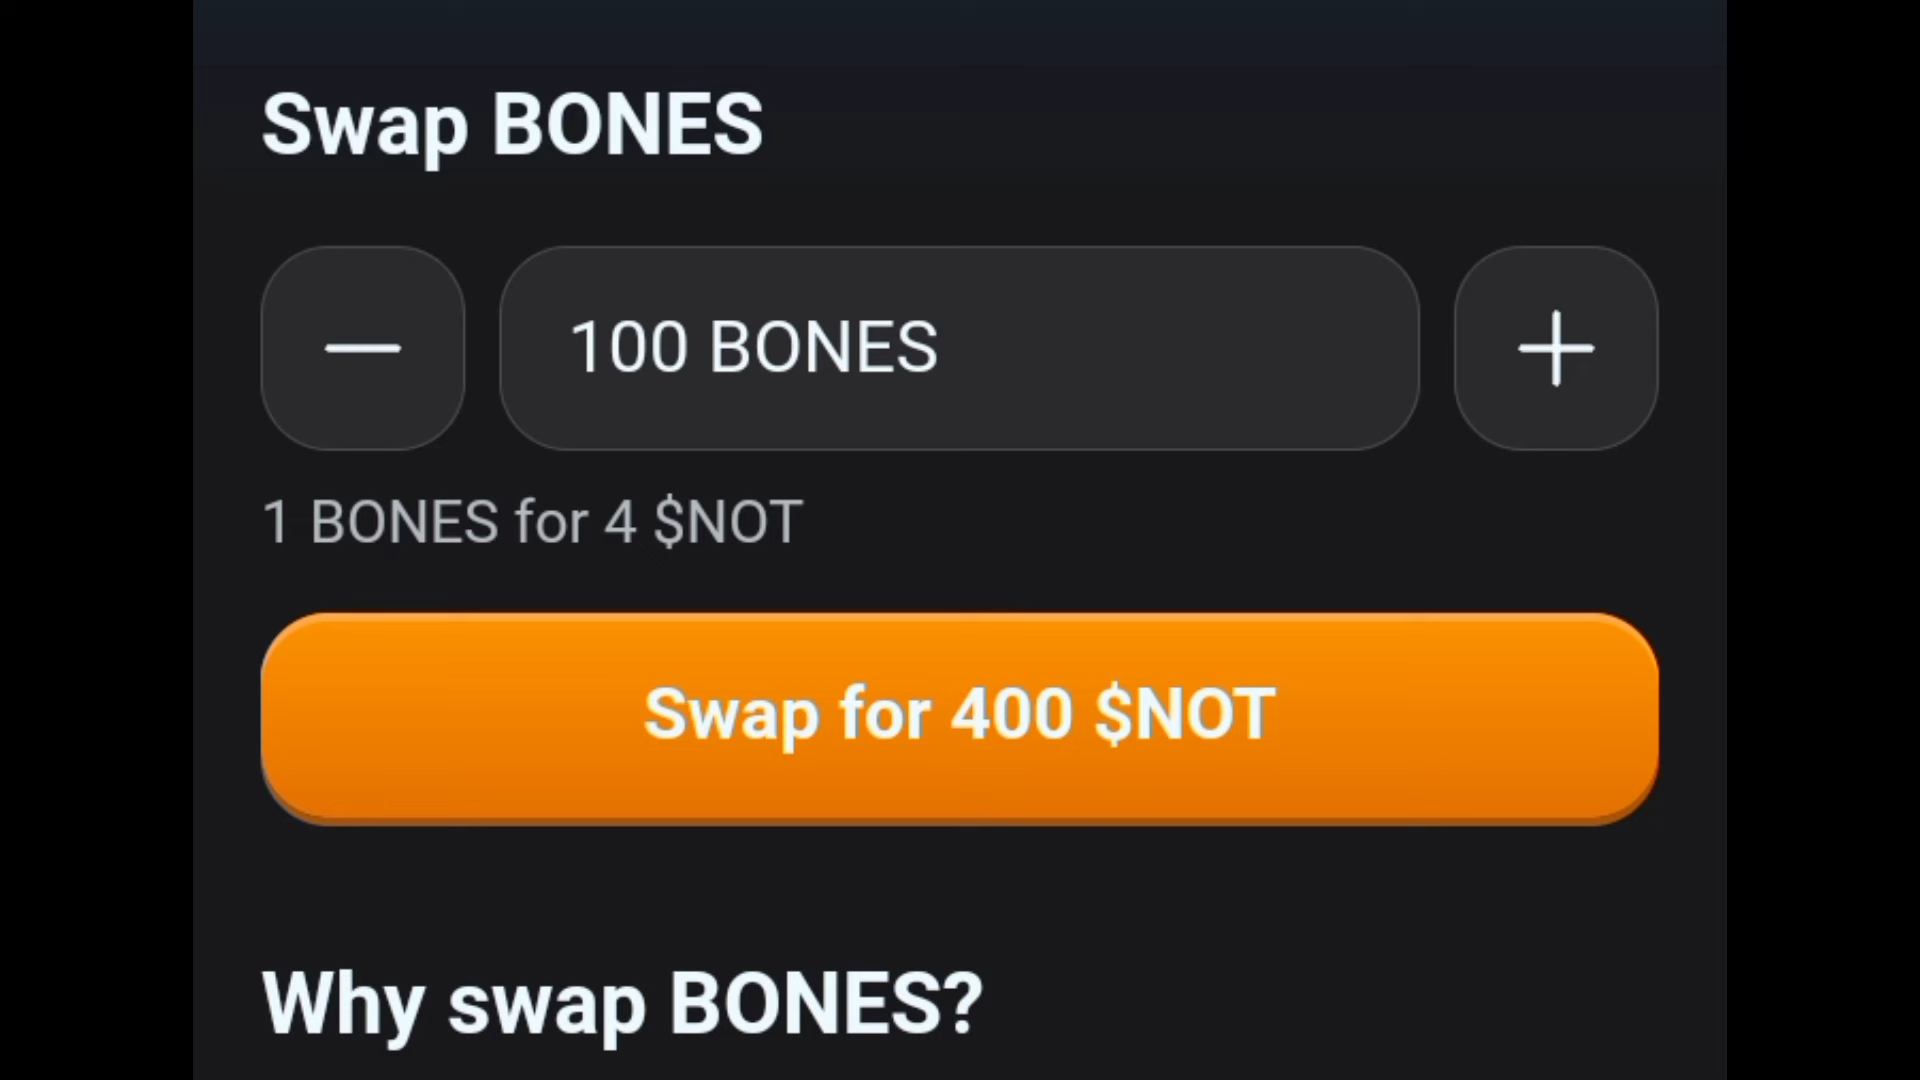 Swap BONES
100 BONES
1 BONES for 4 $NOT
Swap for 400 $NOT
Why swap BONES?